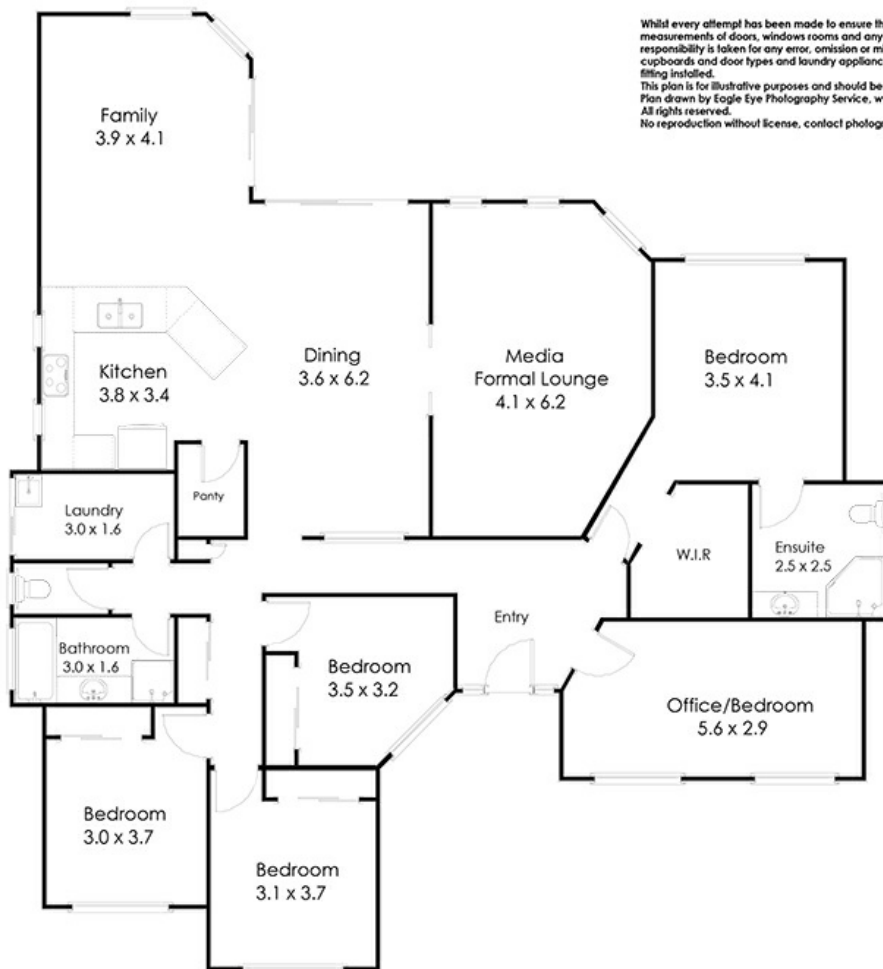 Whilst every attempt has been made to ensure th
measurements of doors, windows rooms and any
responsibility is taken for any error, omission or mi
cupboards and door types and laundry applianc
fitting installed.
This plan is for illustrative purposes and should be
Plan drawn by Eagle Eye Photography Service, w
All rights reserved.
No reproduction without license, contact photogr
Family
3.9 x 4.1
Kitchen
3.8 x 3.4
Dining
3.6 x 6.2
Media
Formal Lounge
4.1 x 6.2
Bedroom
3.5 x 4.1
Panty
Laundry
3.0 x 1.6
W.I.R
Ensuite
2.5 x 2.5
Entry
Bathroom
3.0 x 1.6
Bedroom
3.5 x 3.2
Office/Bedroom
5.6 x 2.9
Bedroom
3.0 x 3.7
Bedroom
3.1 x 3.7